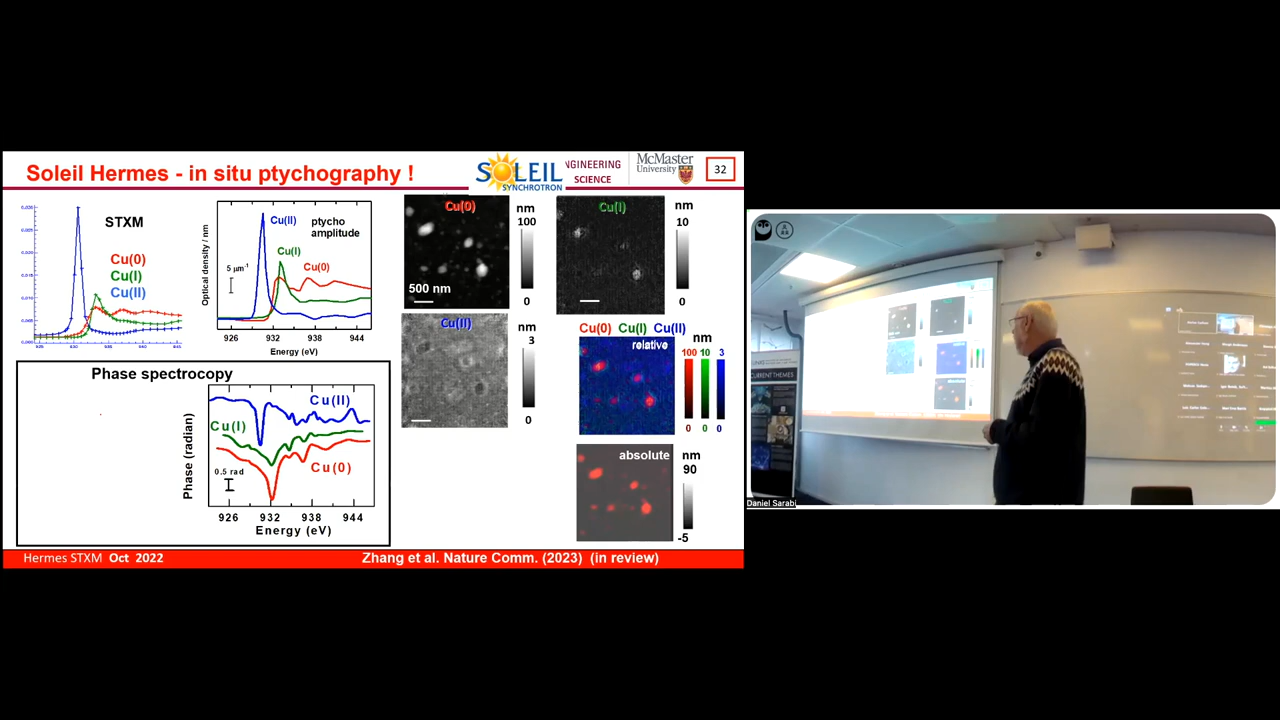 Soleil Hermes - in situ ptychography !
SOLEIL
SYNCHROTRON
NGINEERING
SCIENCE
McMaster
University
32
STXM
Cu(0)
Cu(I)
Cu(II)
Optical density / nm
5 µm-1
Cu(II)
Cu(I)
Cu(0)
ptycho
amplitude
926 932 938 944
Energy (eV)
Phase spectrocopy
Phase (radian)
Cu(II)
Cu(I)
Cu(0)
0.5 rad
926 932 938 944
Energy (eV)
Cu(0)
500 nm
nm
100
0
Cu(I)
nm
10
0
Cu(II)
nm
3
0
Cu(0) Cu(I) Cu(II)
relative
nm
100 10 3
0 0 0
absolute
nm
90
-5
Hermes STXM Oct 2022
Zhang et al. Nature Comm. (2023) (in review)
CURRENT THEMES
Daniel Sarabi